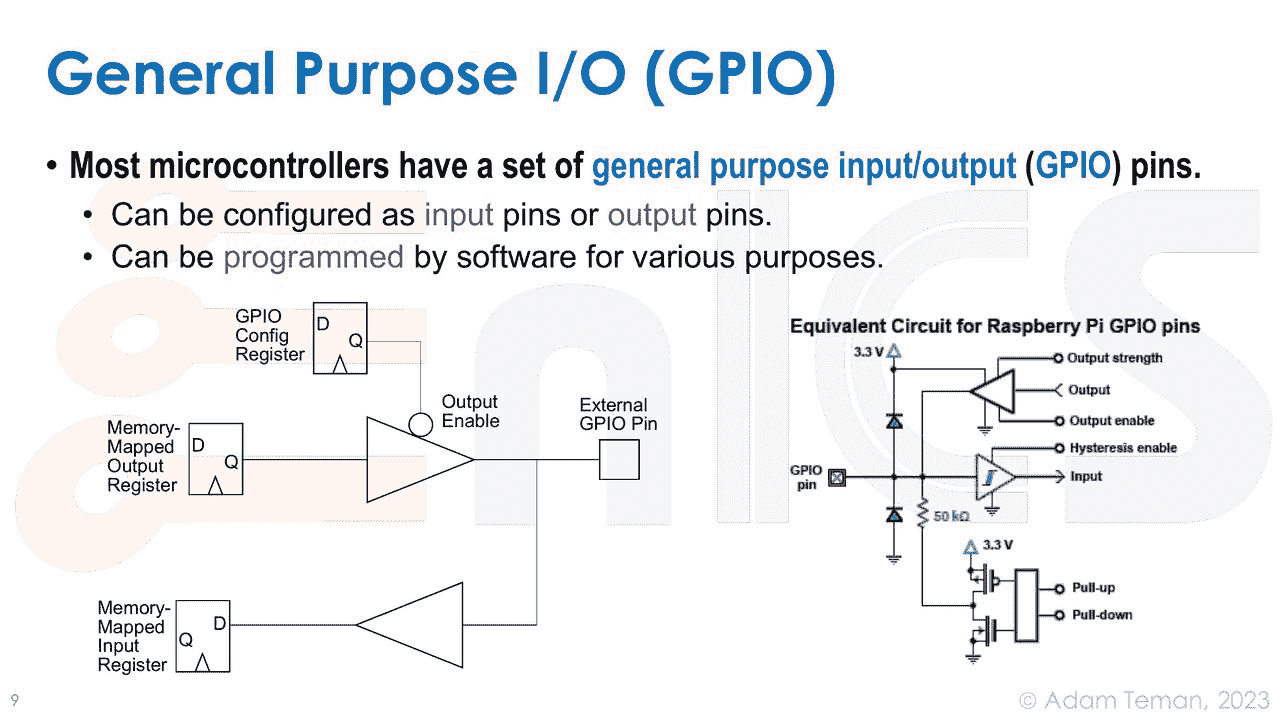 General Purpose I/O (GPIO)
• Most microcontrollers have a set of general purpose input/output (GPIO) pins.
• Can be configured as input pins or output pins.
• Can be programmed by software for various purposes.
GPIO
Config
Register
D
Q
Output
Enable
External
GPIO Pin
Memory-
Mapped
Output
Register
D
Q
Memory-
Mapped
Input
Register
D
Q
Equivalent Circuit for Raspberry Pi GPIO pins
3.3 V
Output strength
Output
Output enable
Hysteresis enable
GPIO
pin
Input
50 kΩ
3.3 V
Pull-up
Pull-down
enICS
9
© Adam Teman, 2023